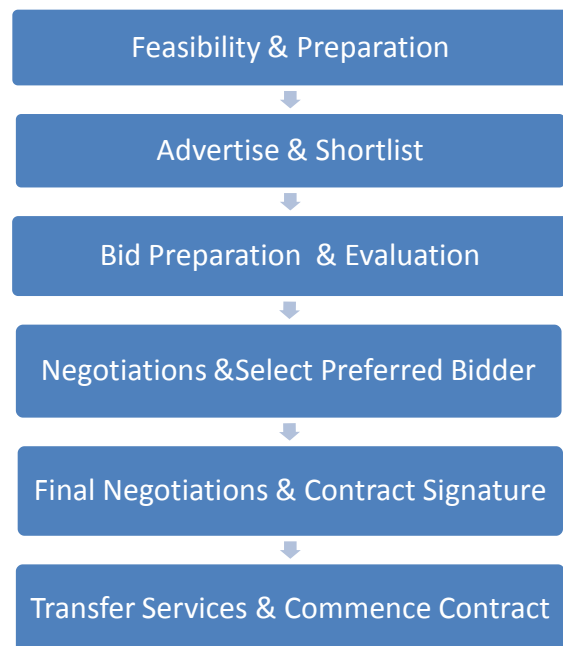 Feasibility & Preparation
Advertise & Shortlist
Bid Preparation & Evaluation
Negotiations &Select Preferred Bidder
Final Negotiations & Contract Signature
Transfer Services & Commence Contract